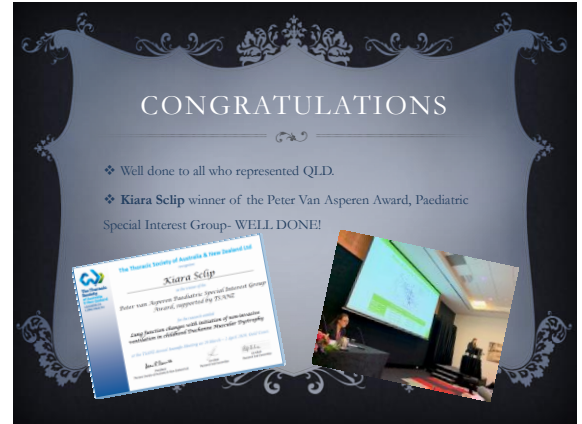 CONGRATULATIONS
❖ Well done to all who represented QLD.
❖ Kiara Sclip winner of the Peter Van Asperen Award, Paediatric
Special Interest Group- WELL DONE!
The Thoracic Society of Australia & New Zealand Ltd
Kiara Sclip
Peter van Asperen Paediatric Special Interest Group
Award, supported by TSANZ
Lung function changes with initiation of non-invasive
ventilation in childhood Duchenne Muscular Dystrophy
The Thoracic
Society